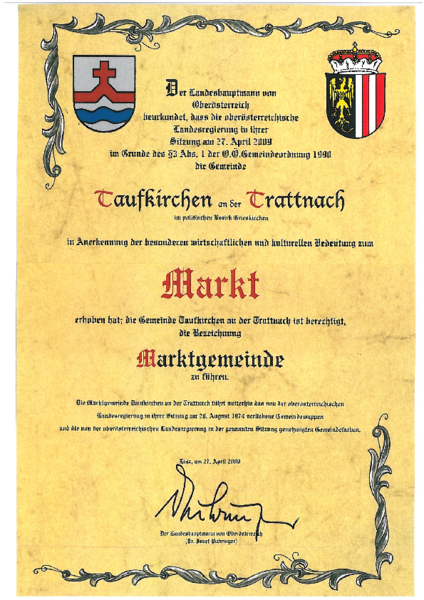 Der Landeshauptmann von
Oberösterreich
beurkundet, dass die oberösterreichische
Landesregierung in ihrer
Sitzung am 27. April 2009
im Grunde des §3 Abs. 1 der O.Ö.Gemeindeordnung 1990
die Gemeinde
Taufkirchen an der Trattnach
im politischen Bezirk Grieskirchen
in Anerkennung der besonderen wirtschaftlichen und kulturellen Bedeutung zum
Markt
erhoben hat; die Gemeinde Taufkirchen an der Trattnach ist berechtigt,
die Bezeichnung
Marktgemeinde
zu führen.
Die Marktgemeinde Taufkirchen an der Trattnach führt weiterhin das von der oberösterreichischen
Landesregierung in ihrer Sitzung am 26. August 1974 verliehene Gemeindewappen
und die von der oberösterreichischen Landesregierung in der genannten Sitzung genehmigten Gemeindefarben.
Linz, am 27. April 2009
Der Landeshauptmann von Oberösterreich
(Dr. Josef Pühringer)